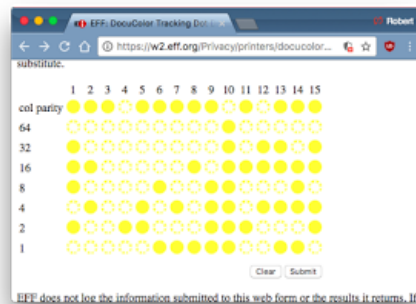 EFF: DocuColor Tracking Dot
Robert
https://w2.eff.org/Privacy/printers/docucolor...
substitute.
1 2 3 4 5 6 7 8 9 10 11 12 13 14 15
col parity
64
32
16
8
4
2
1
Clear Submit
EFF does not log the information submitted to this web form or the results it returns. If